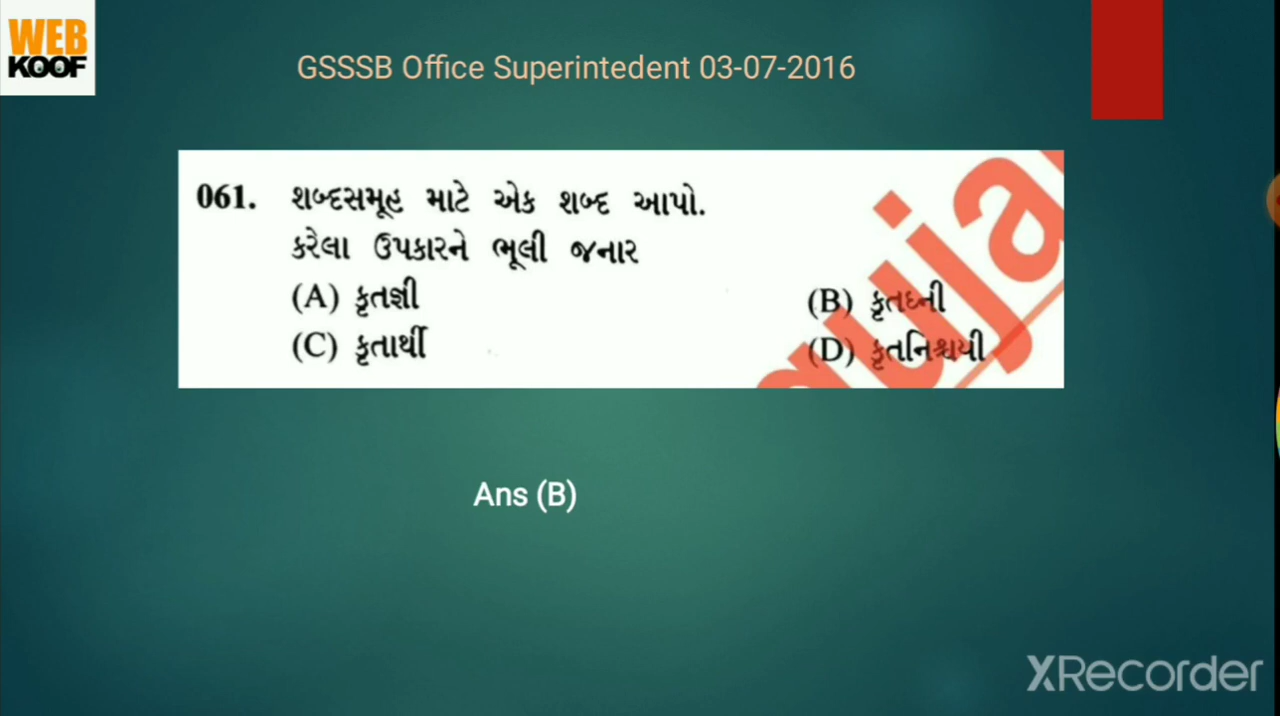 WEB
KOOF
GSSSB Office Superintedent 03-07-2016
061. શબ્દસમૂહ માટે એક શબ્દ આપો.
કરેલા ઉપકારને ભૂલી જનાર
(A) કૃતજ્ઞી (B) કૃતઘ્ની
(C) કૃતાર્થી (D) કૃતનિશ્ચયી
guja
Ans (B)
XRecorder